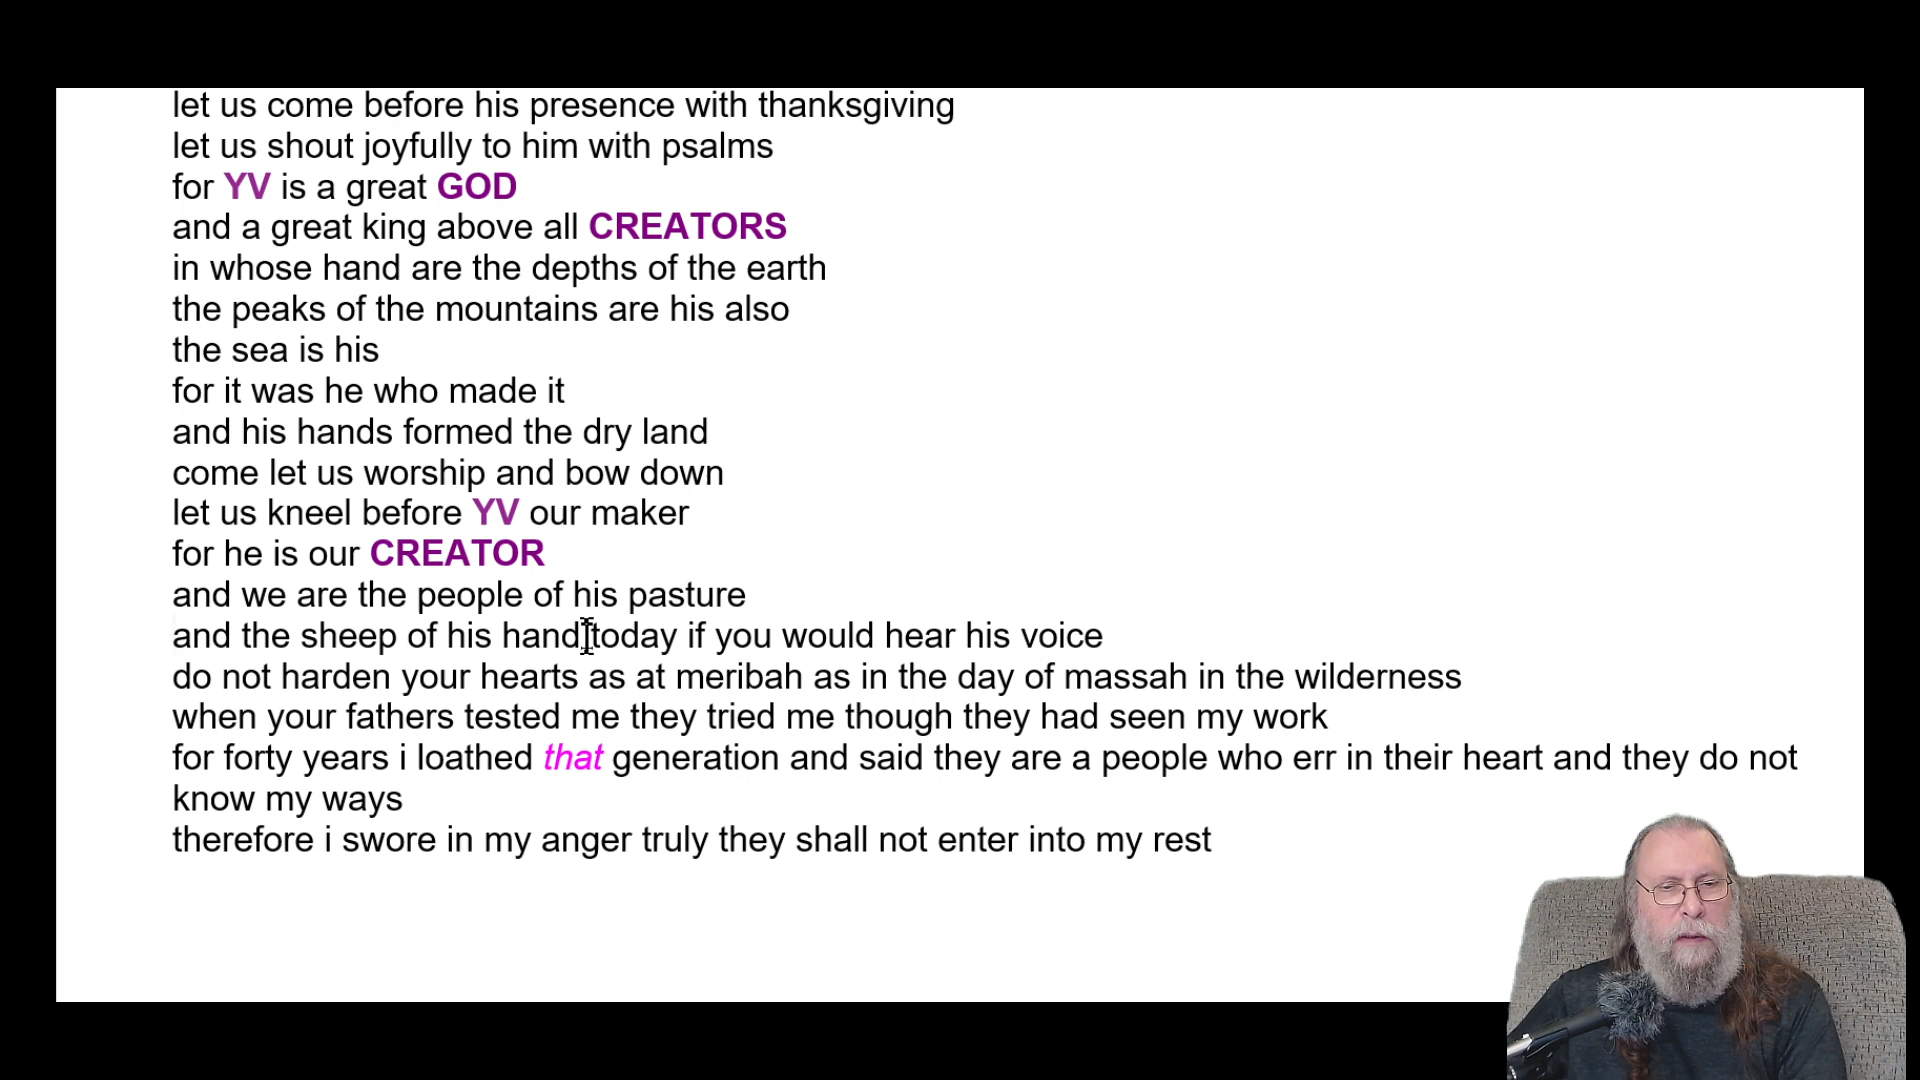 let us come before his presence with thanksgiving
let us shout joyfully to him with psalms
for YV is a great GOD
and a great king above all CREATORS
in whose hand are the depths of the earth
the peaks of the mountains are his also
the sea is his
for it was he who made it
and his hands formed the dry land
come let us worship and bow down
let us kneel before YV our maker
for he is our CREATOR
and we are the people of his pasture
and the sheep of his hand today if you would hear his voice
do not harden your hearts as at meribah as in the day of massah in the wilderness
when your fathers tested me they tried me though they had seen my work
for forty years i loathed that generation and said they are a people who err in their heart and they do not
know my ways
therefore i swore in my anger truly they shall not enter into my rest